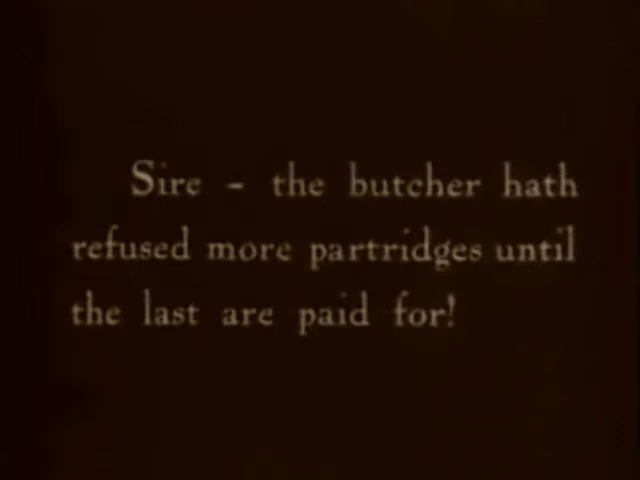 Sire - the butcher hath
refused more partridges until
the last are paid for!